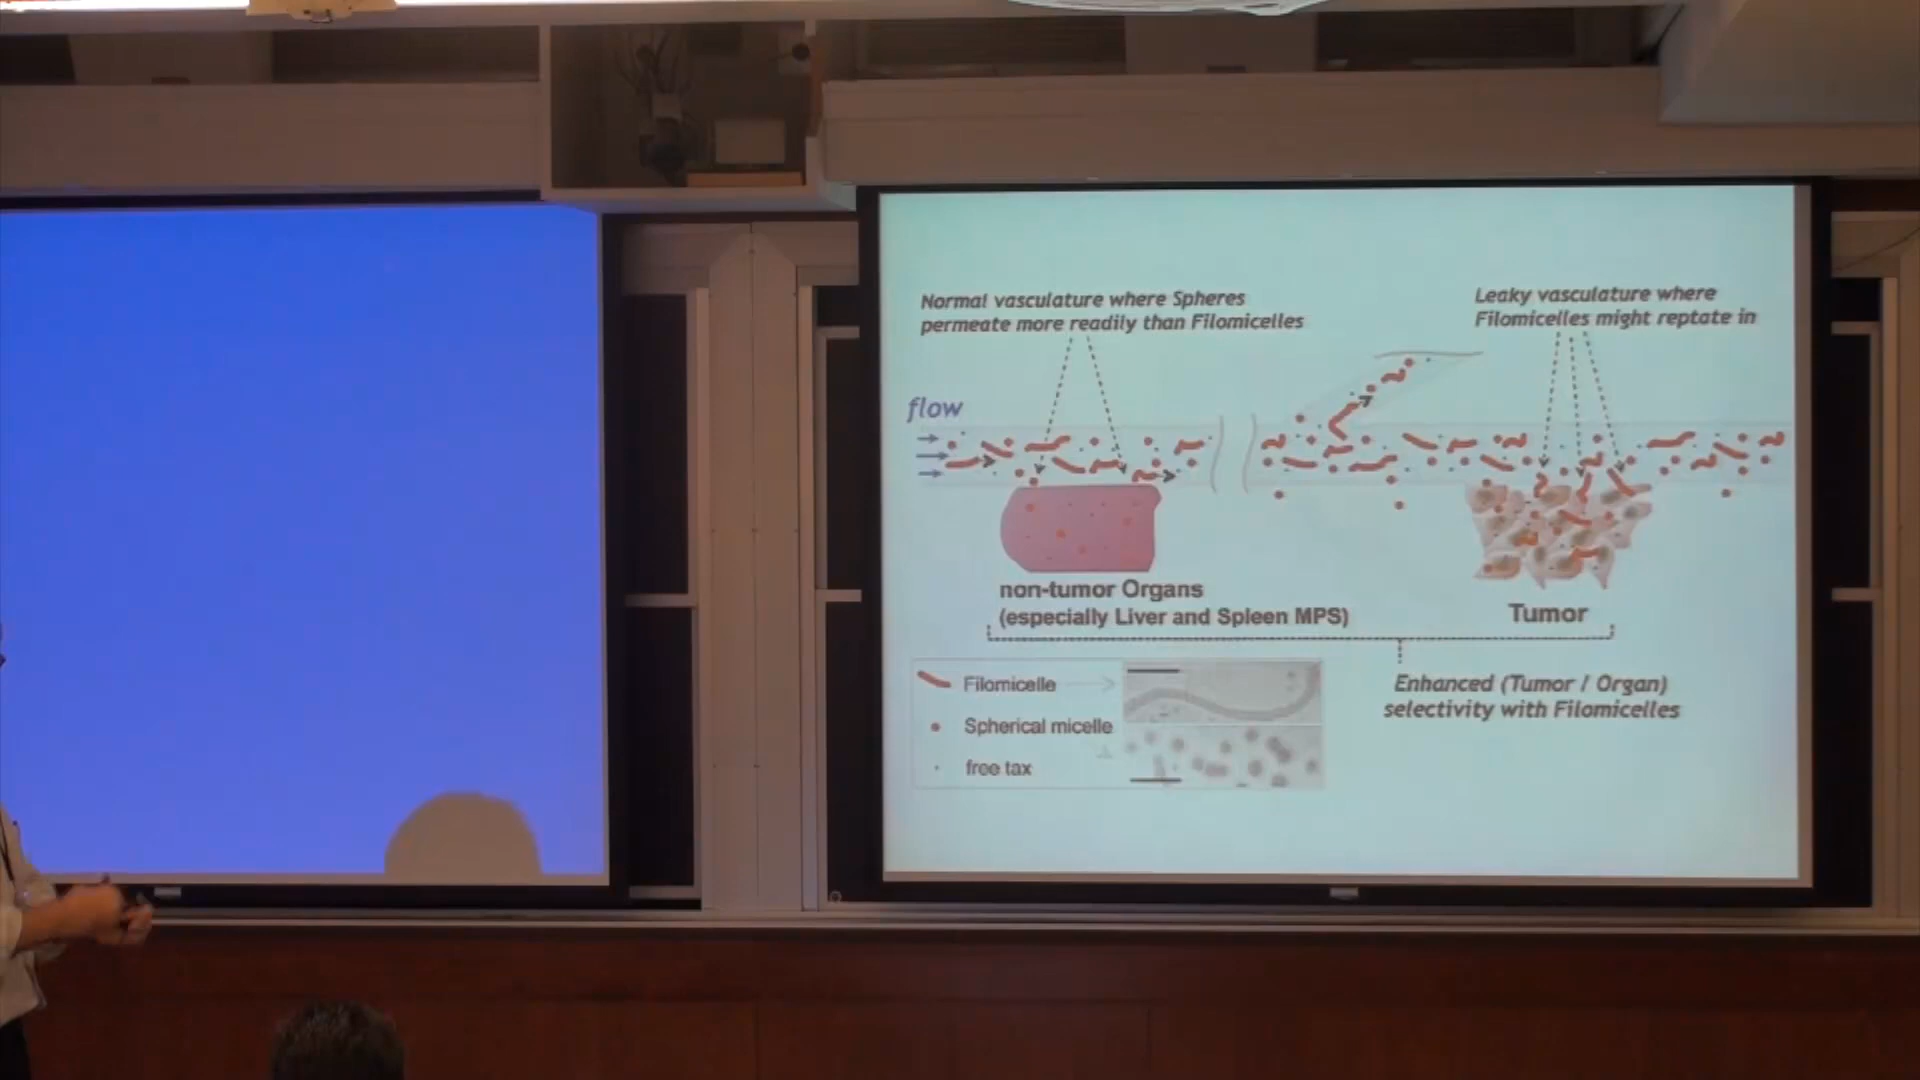 Normal vasculature where Spheres
permeate more readily than Filomicelles
Leaky vasculature where
Filomicelles might reptate in
flow
non-tumor Organs
(especially Liver and Spleen MPS)
Tumor
Filomicelle
Spherical micelle
free tax
Enhanced (Tumor / Organ)
selectivity with Filomicelles